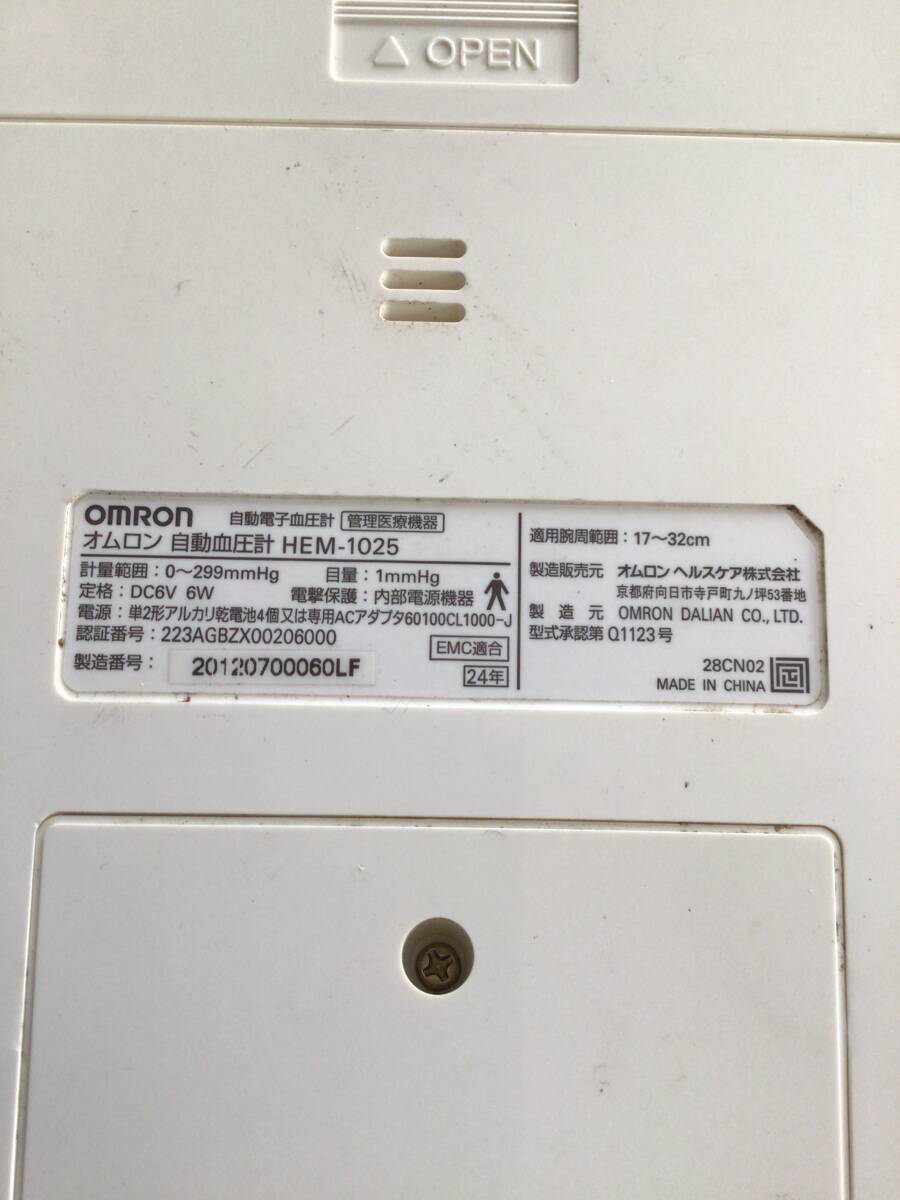 △ OPEN
OMRON 自動電子血圧計 管理医療機器
オムロン 自動血圧計 HEM-1025
計量範囲：0～299mmHg 目量：1mmHg
定格：DC6V 6W 電撃保護：内部電源機器
電源：単2形アルカリ乾電池4個又は専用ACアダプタ60100CL1000-J
認証番号：223AGBZX00206000
EMC適合
製造番号： 20120700060LF
24年
適用腕周範囲：17～32cm
製造販売元 オムロン ヘルスケア株式会社
京都府向日市寺戸町九ノ坪53番地
製造元 OMRON DALIAN CO., LTD.
型式承認第 Q1123号
28CN02
MADE IN CHINA